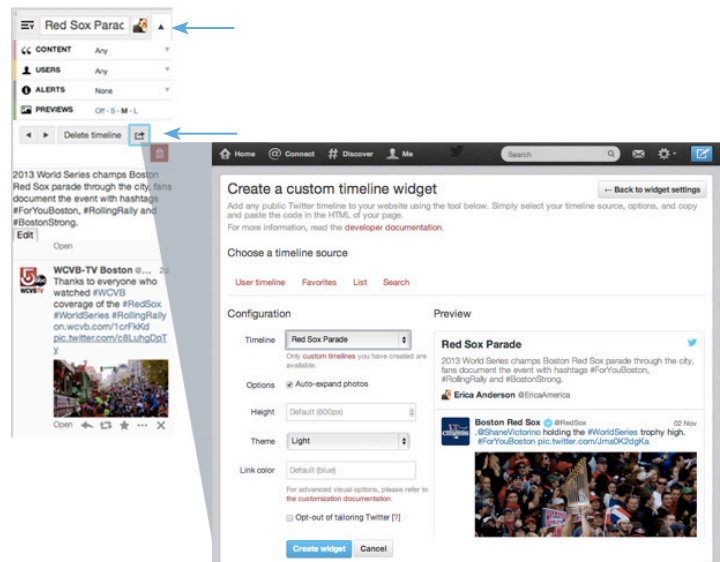 Red Sox Parac
CONTENT Any
USERS Any
ALERTS None
PREVIEWS Off - S - M - L
Delete timeline
2013 World Series champs Boston
Red Sox parade through the city, fans
document the event with hashtags
#ForYouBoston, #RollingRally and
#BostonStrong.
Edit
Open
WCVB-TV Boston @... 2d
Thanks to everyone who
watched #WCVB
coverage of the #RedSox
#WorldSeries #RollingRally
on.wcvb.com/1crFkKd
pic.twitter.com/c8LuhgDpT
y
5 abc
WCVBTV
Open
Home Connect Discover Me Search
Create a custom timeline widget
← Back to widget settings
Add any public Twitter timeline to your website using the tool below. Simply select your timeline source, options, and copy
and paste the code in the HTML of your page.
For more information, read the developer documentation.
Choose a timeline source
User timeline Favorites List Search
Configuration
Timeline Red Sox Parade
Only custom timelines you have created are
available.
Options Auto-expand photos
Height Default (600px)
Theme Light
Link color Default (blue)
For advanced visual options, please refer to
the customization documentation.
Opt-out of tailoring Twitter [?]
Create widget Cancel
Preview
Red Sox Parade
2013 World Series champs Boston Red Sox parade through the city,
fans document the event with hashtags #ForYouBoston,
#RollingRally and #BostonStrong.
Erica Anderson @EricaAmerica
Boston Red Sox @RedSox 02 Nov
.@ShaneVictorino holding the #WorldSeries trophy high.
#ForYouBoston pic.twitter.com/Jma0K2dgKa